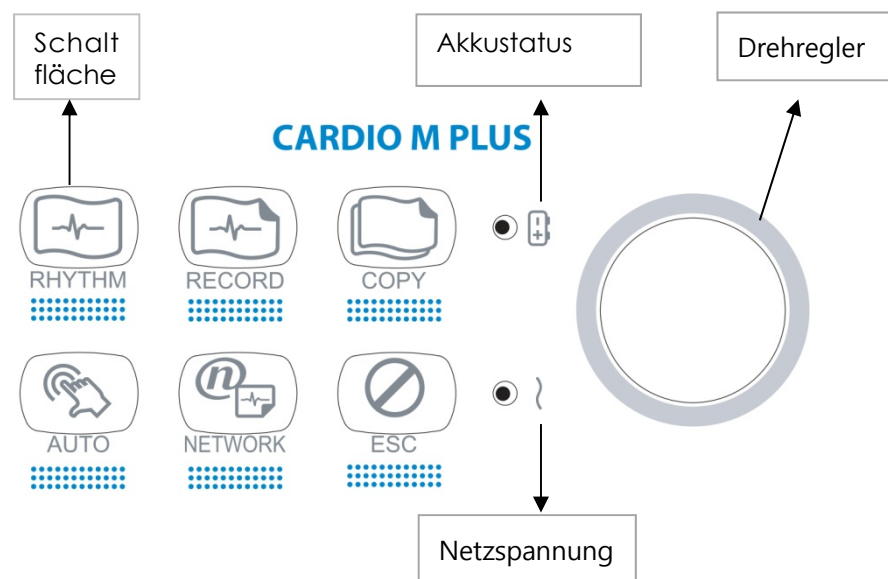 Schalt
fläche
Akkustatus
Drehregler
CARDIO M PLUS
RHYTHM
RECORD
COPY
AUTO
NETWORK
ESC
Netzspannung